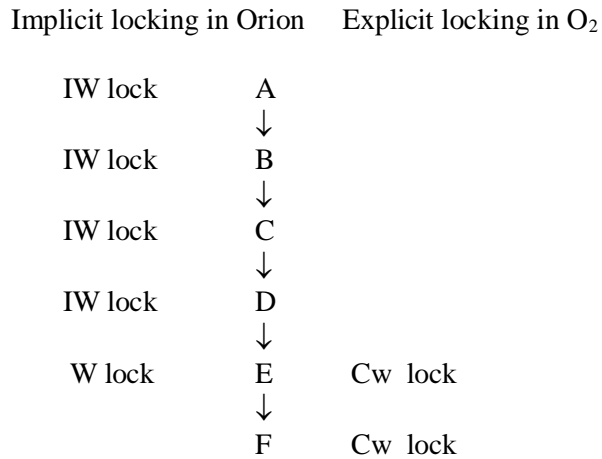 Implicit locking in Orion Explicit locking in O₂
IW lock A
↓
IW lock B
↓
IW lock C
↓
IW lock D
↓
W lock E Cw lock
↓
F Cw lock